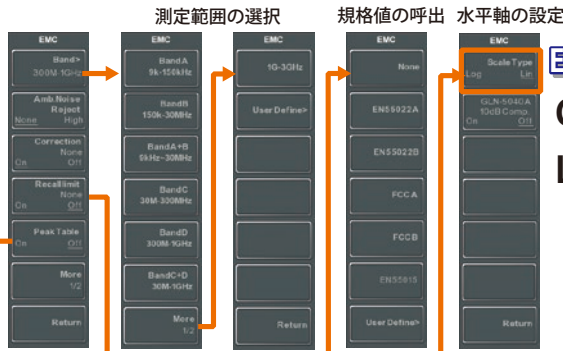 測定範囲の選択
規格値の呼出
水平軸の設定
EMC
Band>
300M-1GHz
Amb.Noise
Reject
None High
Correction
None
On Off
Recall limit
None
On Off
Peak Table
On Off
More
1/2
Return
EMC
BandA
9k-150kHz
BandB
150k-30MHz
BandA+B
9kHz~30MHz
BandC
30M-300MHz
BandD
300M-1GHz
BandC+D
30M-1GHz
More
1/2
EMC
1G-3GHz
User Define>
Return
EMC
None
EN55022A
EN55022B
FCCA
FCCB
EN55015
User Define>
EMC
Scale Type
Log Lin
GLN-5040A
10dB Comp.
On Off
Return